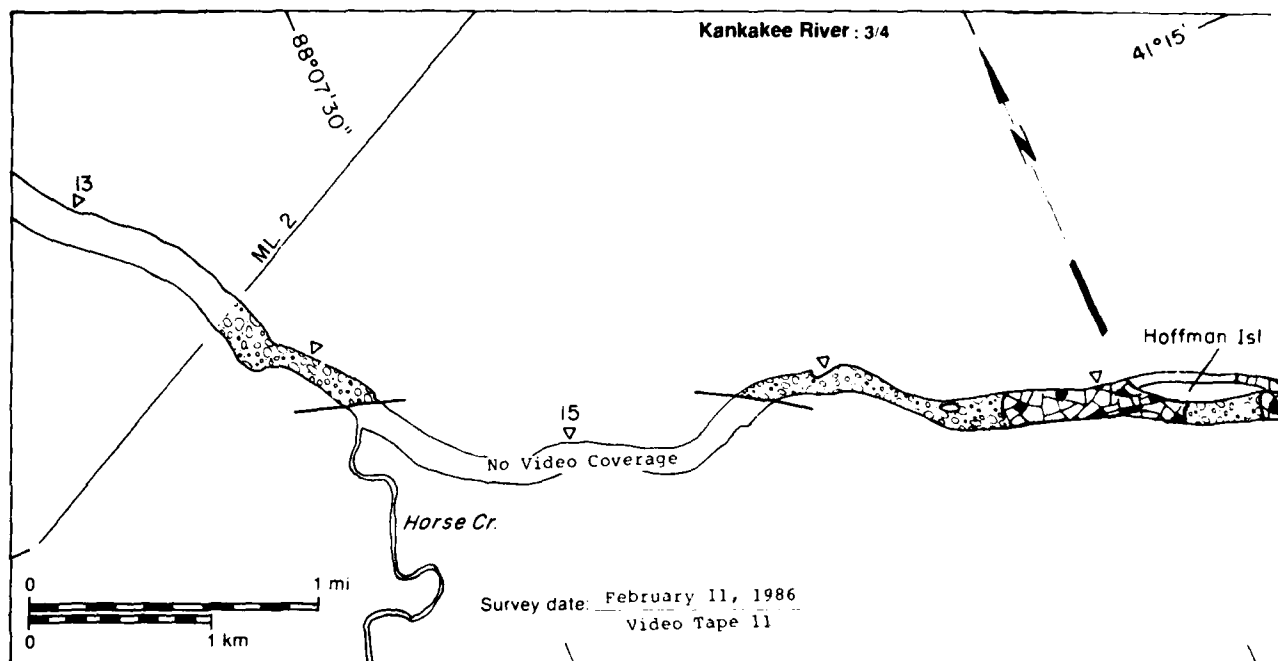 Kankakee River : 3/4
88°07'30"
41°15'
13
ML 2
Hoffman Isl
15
No Video Coverage
Horse Cr.
0 1 mi
0 1 km
Survey date: February 11, 1986
Video Tape 11